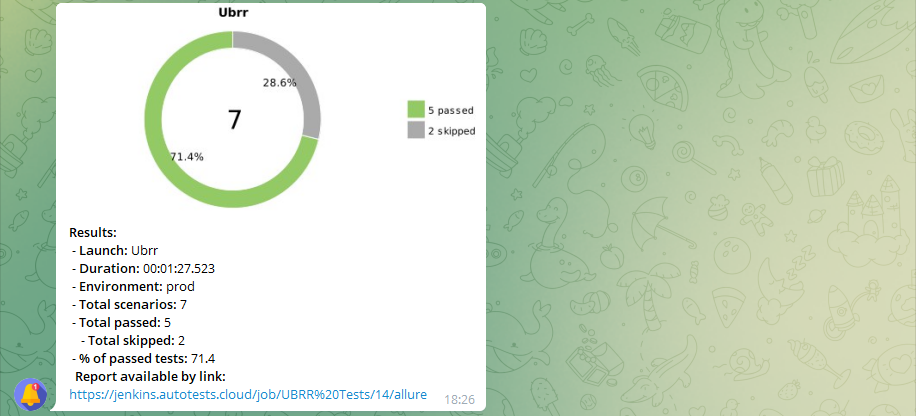 Ubrr
28.6%
7
5 passed
2 skipped
71.4%
Results:
- Launch: Ubrr
- Duration: 00:01:27.523
- Environment: prod
- Total scenarios: 7
- Total passed: 5
- Total skipped: 2
- % of passed tests: 71.4
Report available by link:
https://jenkins.autotests.cloud/job/UBRR%20Tests/14/allure
18:26